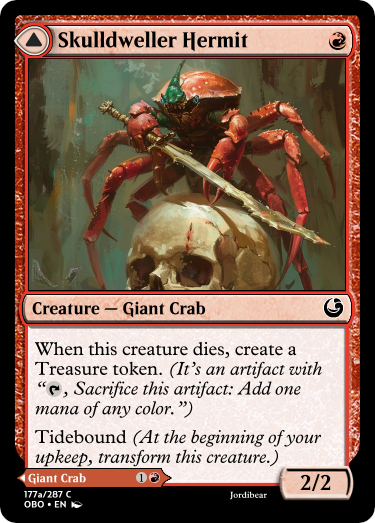 Skulldweller Hermit
Creature — Giant Crab
When this creature dies, create a
Treasure token. (It's an artifact with
“, Sacrifice this artifact: Add one
mana of any color.”)
Tidebound (At the beginning of your
upkeep, transform this creature.)
Giant Crab 1
2/2
177a/287 C
OBO • EN
Jordibear